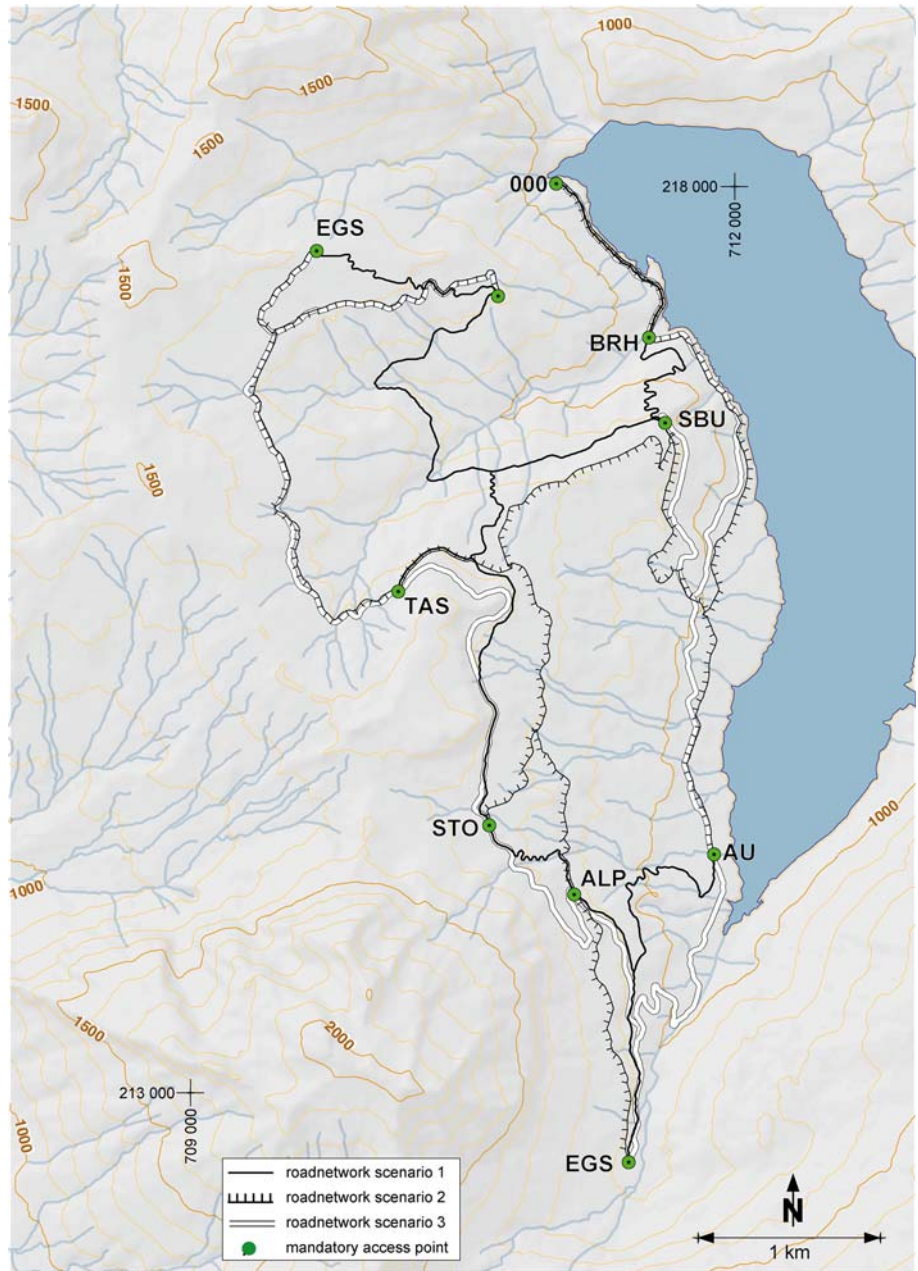 1000
1500
1500
1500
000
218 000
712 000
EGS
1500
BRH
SBU
1500
TAS
STO
AU
1000
ALP
1000
1500
2000
213 000
709 000
1000
EGS
roadnetwork scenario 1
roadnetwork scenario 2
roadnetwork scenario 3
mandatory access point
N
1 km